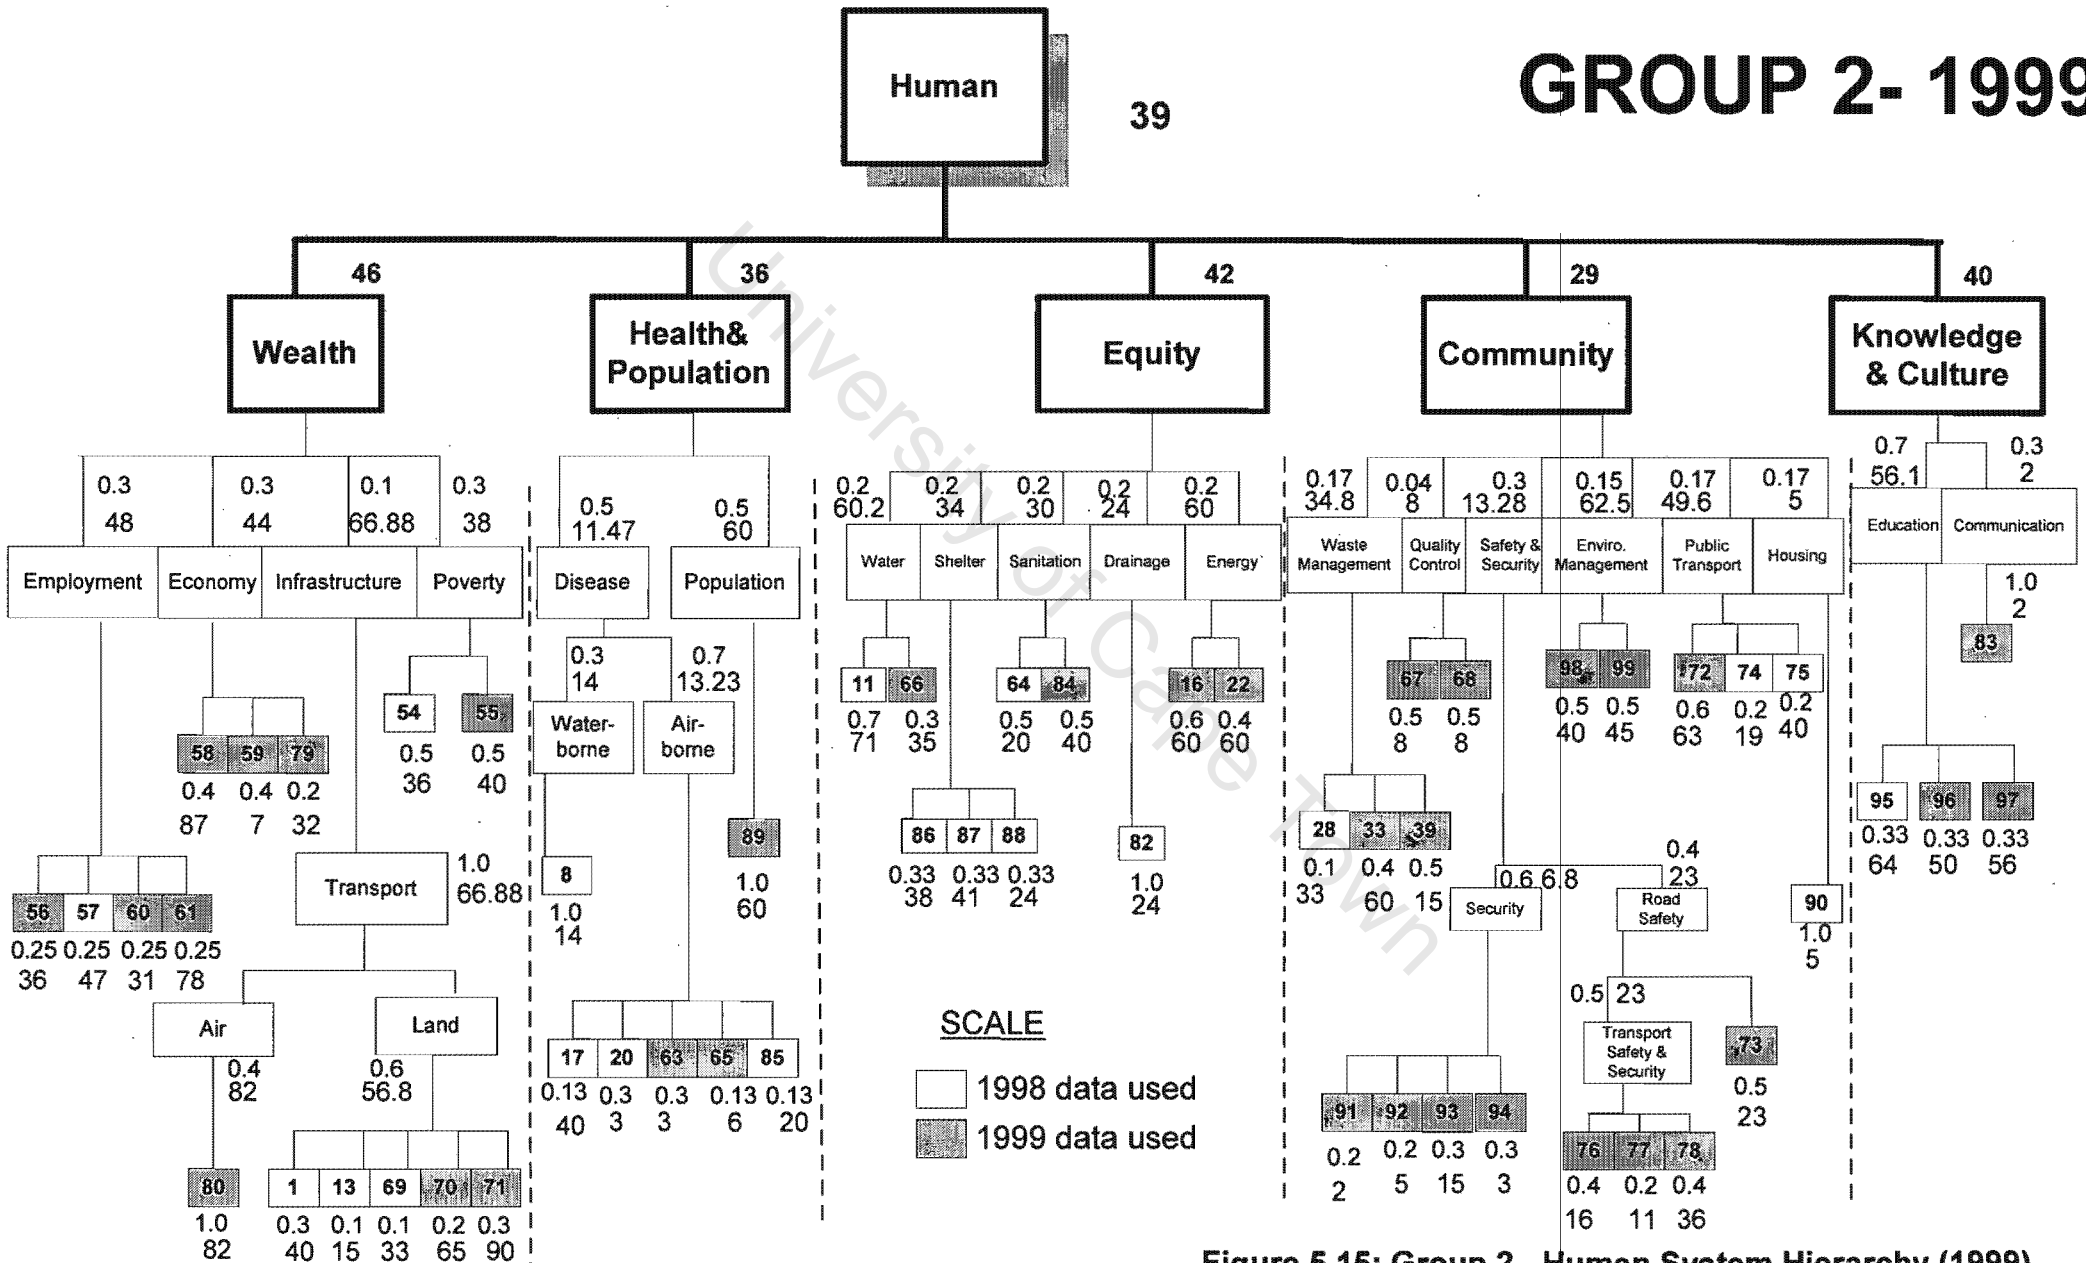 GROUP 2- 1999
Human
39
46
36
42
29
40
Wealth
Health&
Population
Equity
Community
Knowledge
& Culture
0.3 0.3 0.1 0.3
48 44 66.88 38
Employment Economy Infrastructure Poverty
54 55
0.5 0.5
36 40
58 59 79
0.4 0.4 0.2
87 7 32
56 57 60 61
0.25 0.25 0.25 0.25
36 47 31 78
Transport
1.0
66.88
Air
0.4
82
Land
0.6
56.8
80
1.0
82
1 13 69 70 71
0.3 0.1 0.1 0.2 0.3
40 15 33 65 90
0.5 0.5
11.47 60
Disease Population
0.3 0.7
14 13.23
Water-
borne
Air-
borne
8
1.0
14
89
1.0
60
17 20 63 65 85
0.13 0.3 0.3 0.13 0.13
40 3 3 6 20
0.2 0.2 0.2 0.2 0.2
60.2 34 30 24 60
Water Shelter Sanitation Drainage Energy
11 66
0.7 0.3
71 35
64 84
0.5 0.5
20 40
16 22
0.6 0.4
60 60
86 87 88
0.33 0.33 0.33
38 41 24
82
1.0
24
SCALE
1998 data used
1999 data used
0.17 0.04 0.3 0.15 0.17 0.17
34.8 8 13.28 62.5 49.6 5
Waste
Management
Quality
Control
Safety &
Security
Enviro.
Management
Public
Transport
Housing
67 68
0.5 0.5
8 8
98 99
0.5 0.5
40 45
72 74 75
0.6 0.2 0.2
63 19 40
28 33 39
0.1 0.4 0.5
33 60 15
0.6 6.8
Security
0.4
23
Road
Safety
90
1.0
5
0.5 23
Transport
Safety &
Security
73
0.5
23
91 92 93 94
0.2 0.2 0.3 0.3
2 5 15 3
76 77 78
0.4 0.2 0.4
16 11 36
0.7 0.3
56.1 2
Education Communication
1.0
2
83
95 96 97
0.33 0.33 0.33
64 50 56
University of Cape Town
Figure 5.15: Group 2 - Human System Hierarchy (1999)